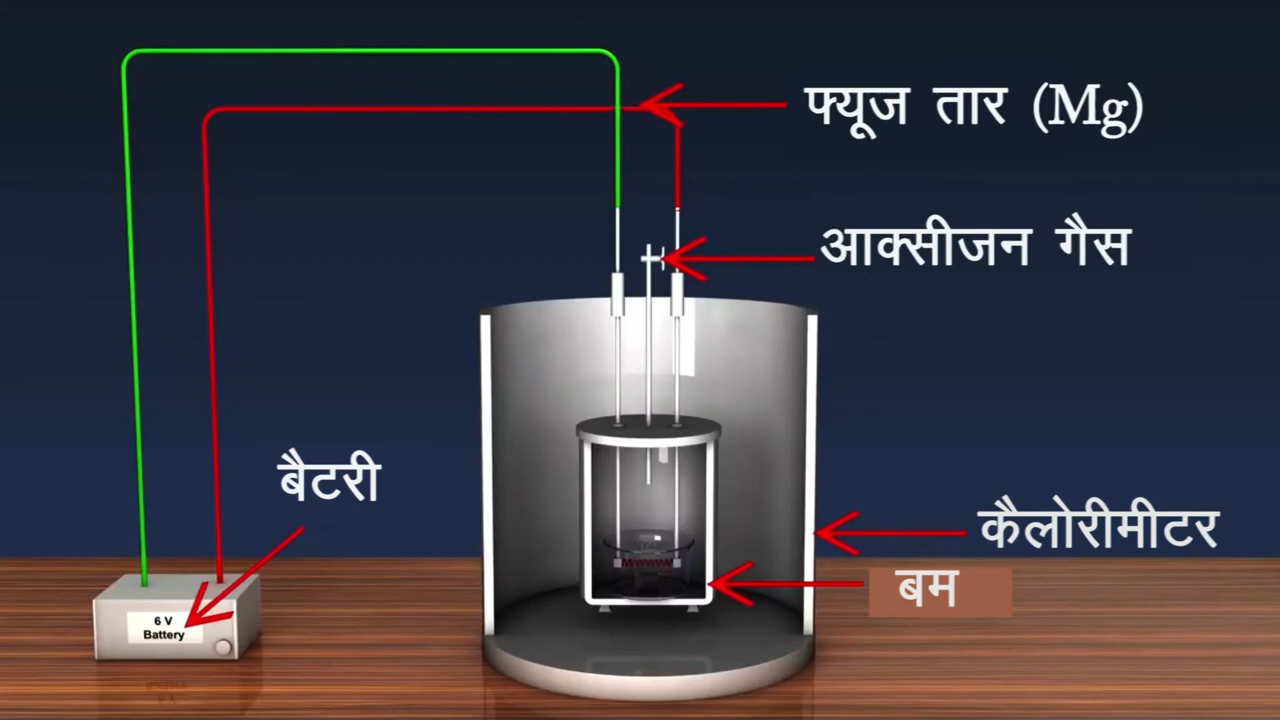 फ्यूज तार (Mg)
आक्सीजन गैस
बैटरी
कैलोरीमीटर
बम
6 V
Battery